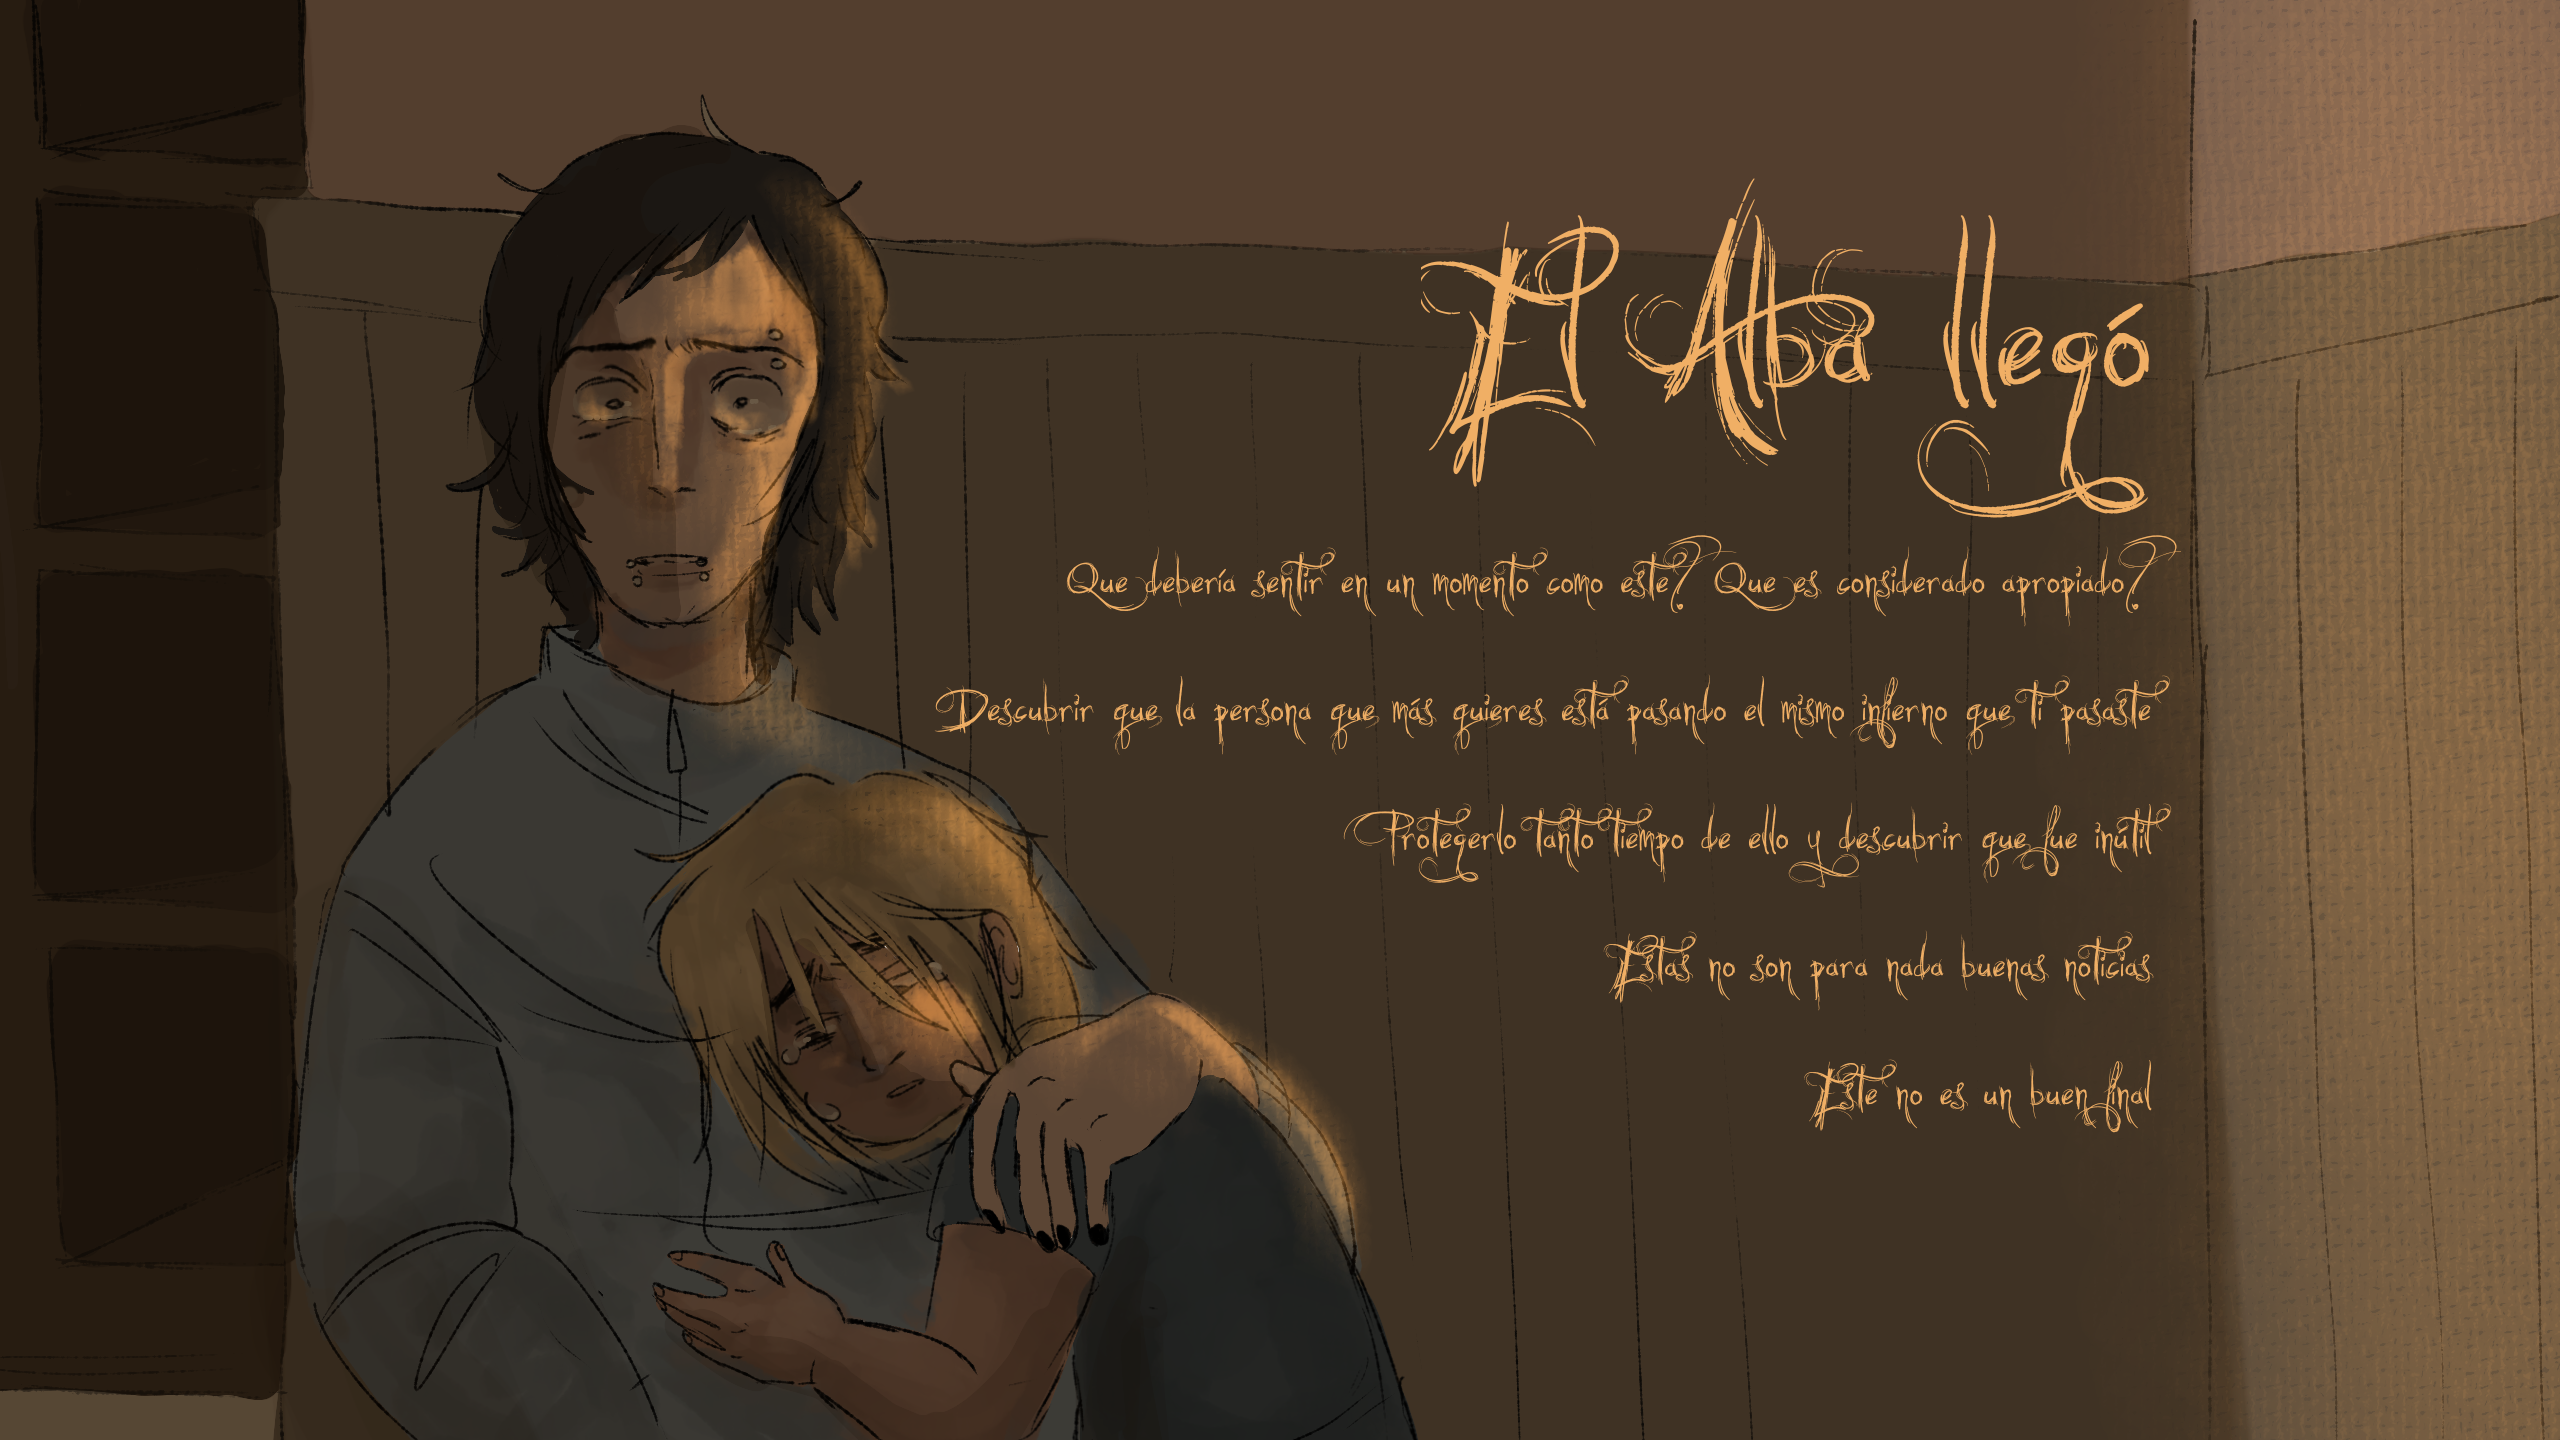 El Alba llegó
Que debería sentir en un momento como este? Que es considerado apropiado?
Descubrir que la persona que más quieres está pasando el mismo infierno que ti pasaste
Protegerlo tanto tiempo de ello y descubrir que fue inútil
Estas no son para nada buenas noticias
Este no es un buen final